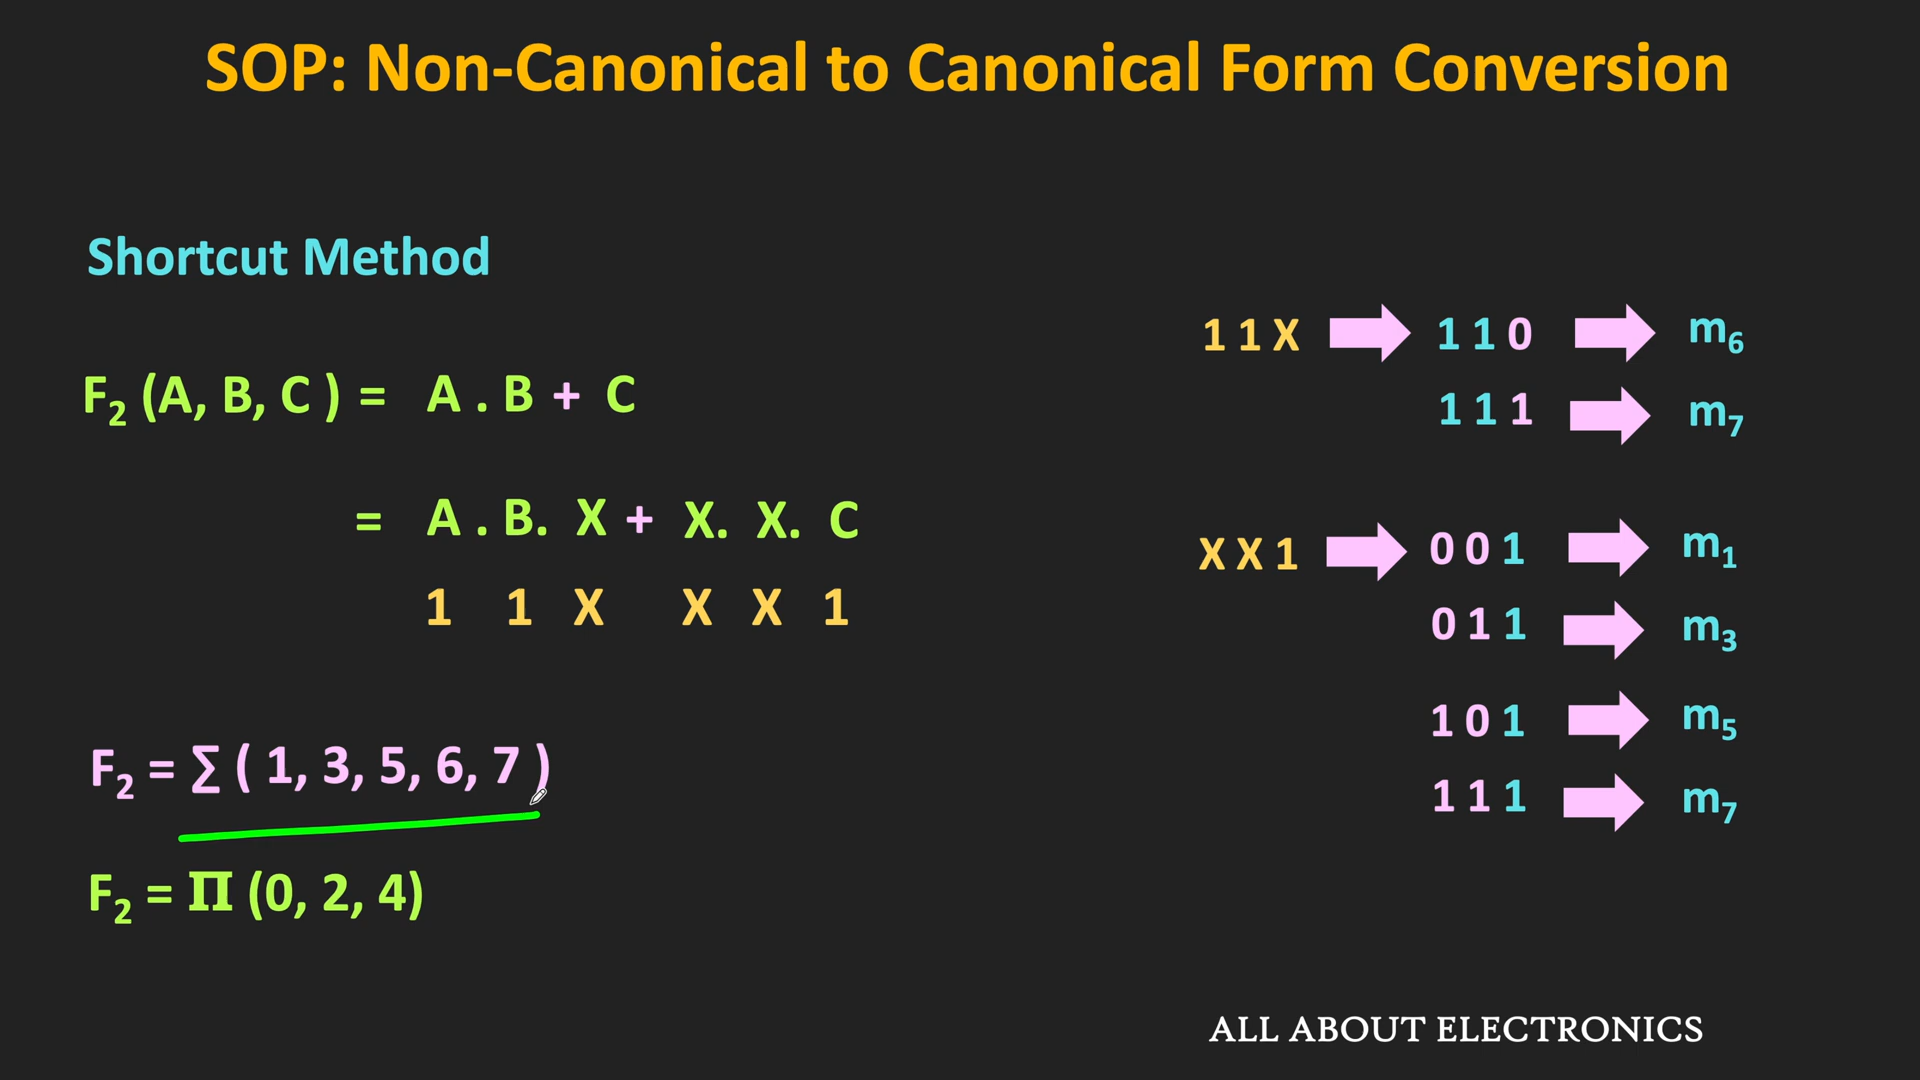 SOP: Non-Canonical to Canonical Form Conversion
Shortcut Method
F₂ (A, B, C ) = A . B + C
= A . B. X + X. X. C
1 1 X X X 1
F₂ = ∑ ( 1, 3, 5, 6, 7 )
F₂ = Π (0, 2, 4)
1 1 X 1 1 0 m₆
1 1 1 m₇
X X 1 0 0 1 m₁
0 1 1 m₃
1 0 1 m₅
1 1 1 m₇
ALL ABOUT ELECTRONICS